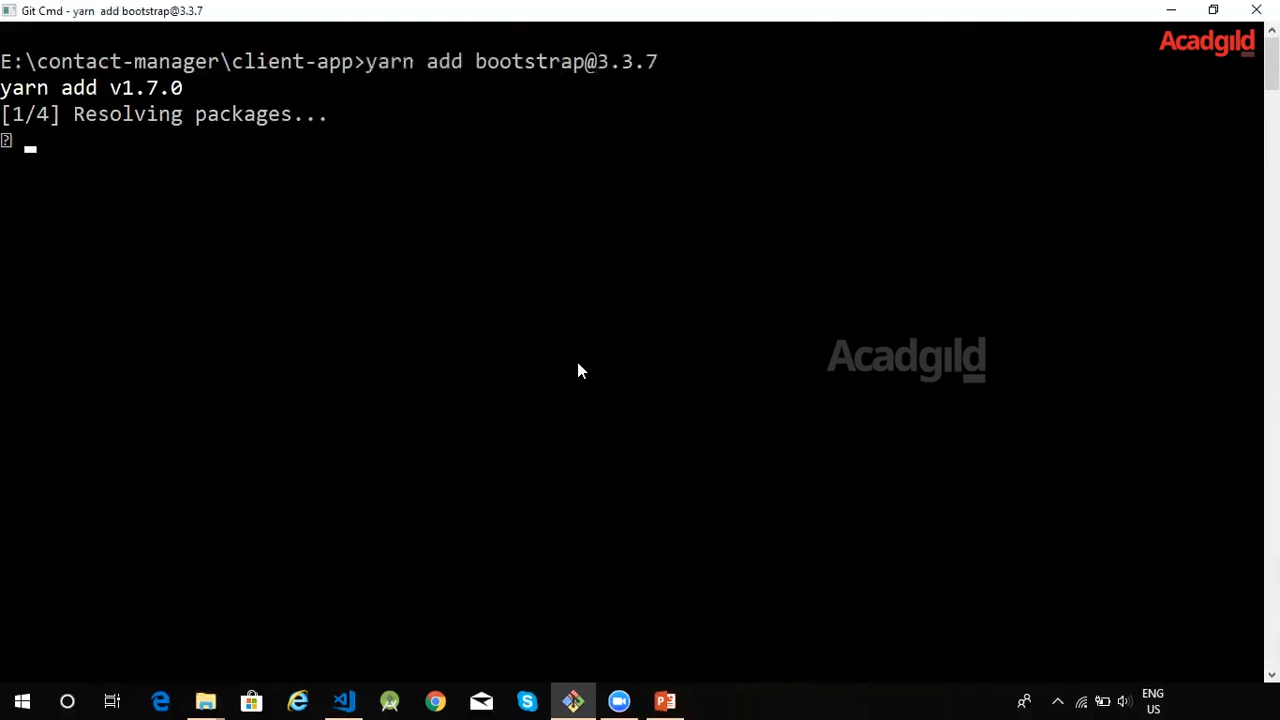 Git Cmd - yarn  add bootstrap@3.3.7
Acadgild
E:\contact-manager\client-app>yarn add bootstrap@3.3.7
yarn add v1.7.0
[1/4] Resolving packages...
Acadgild
ENG
US